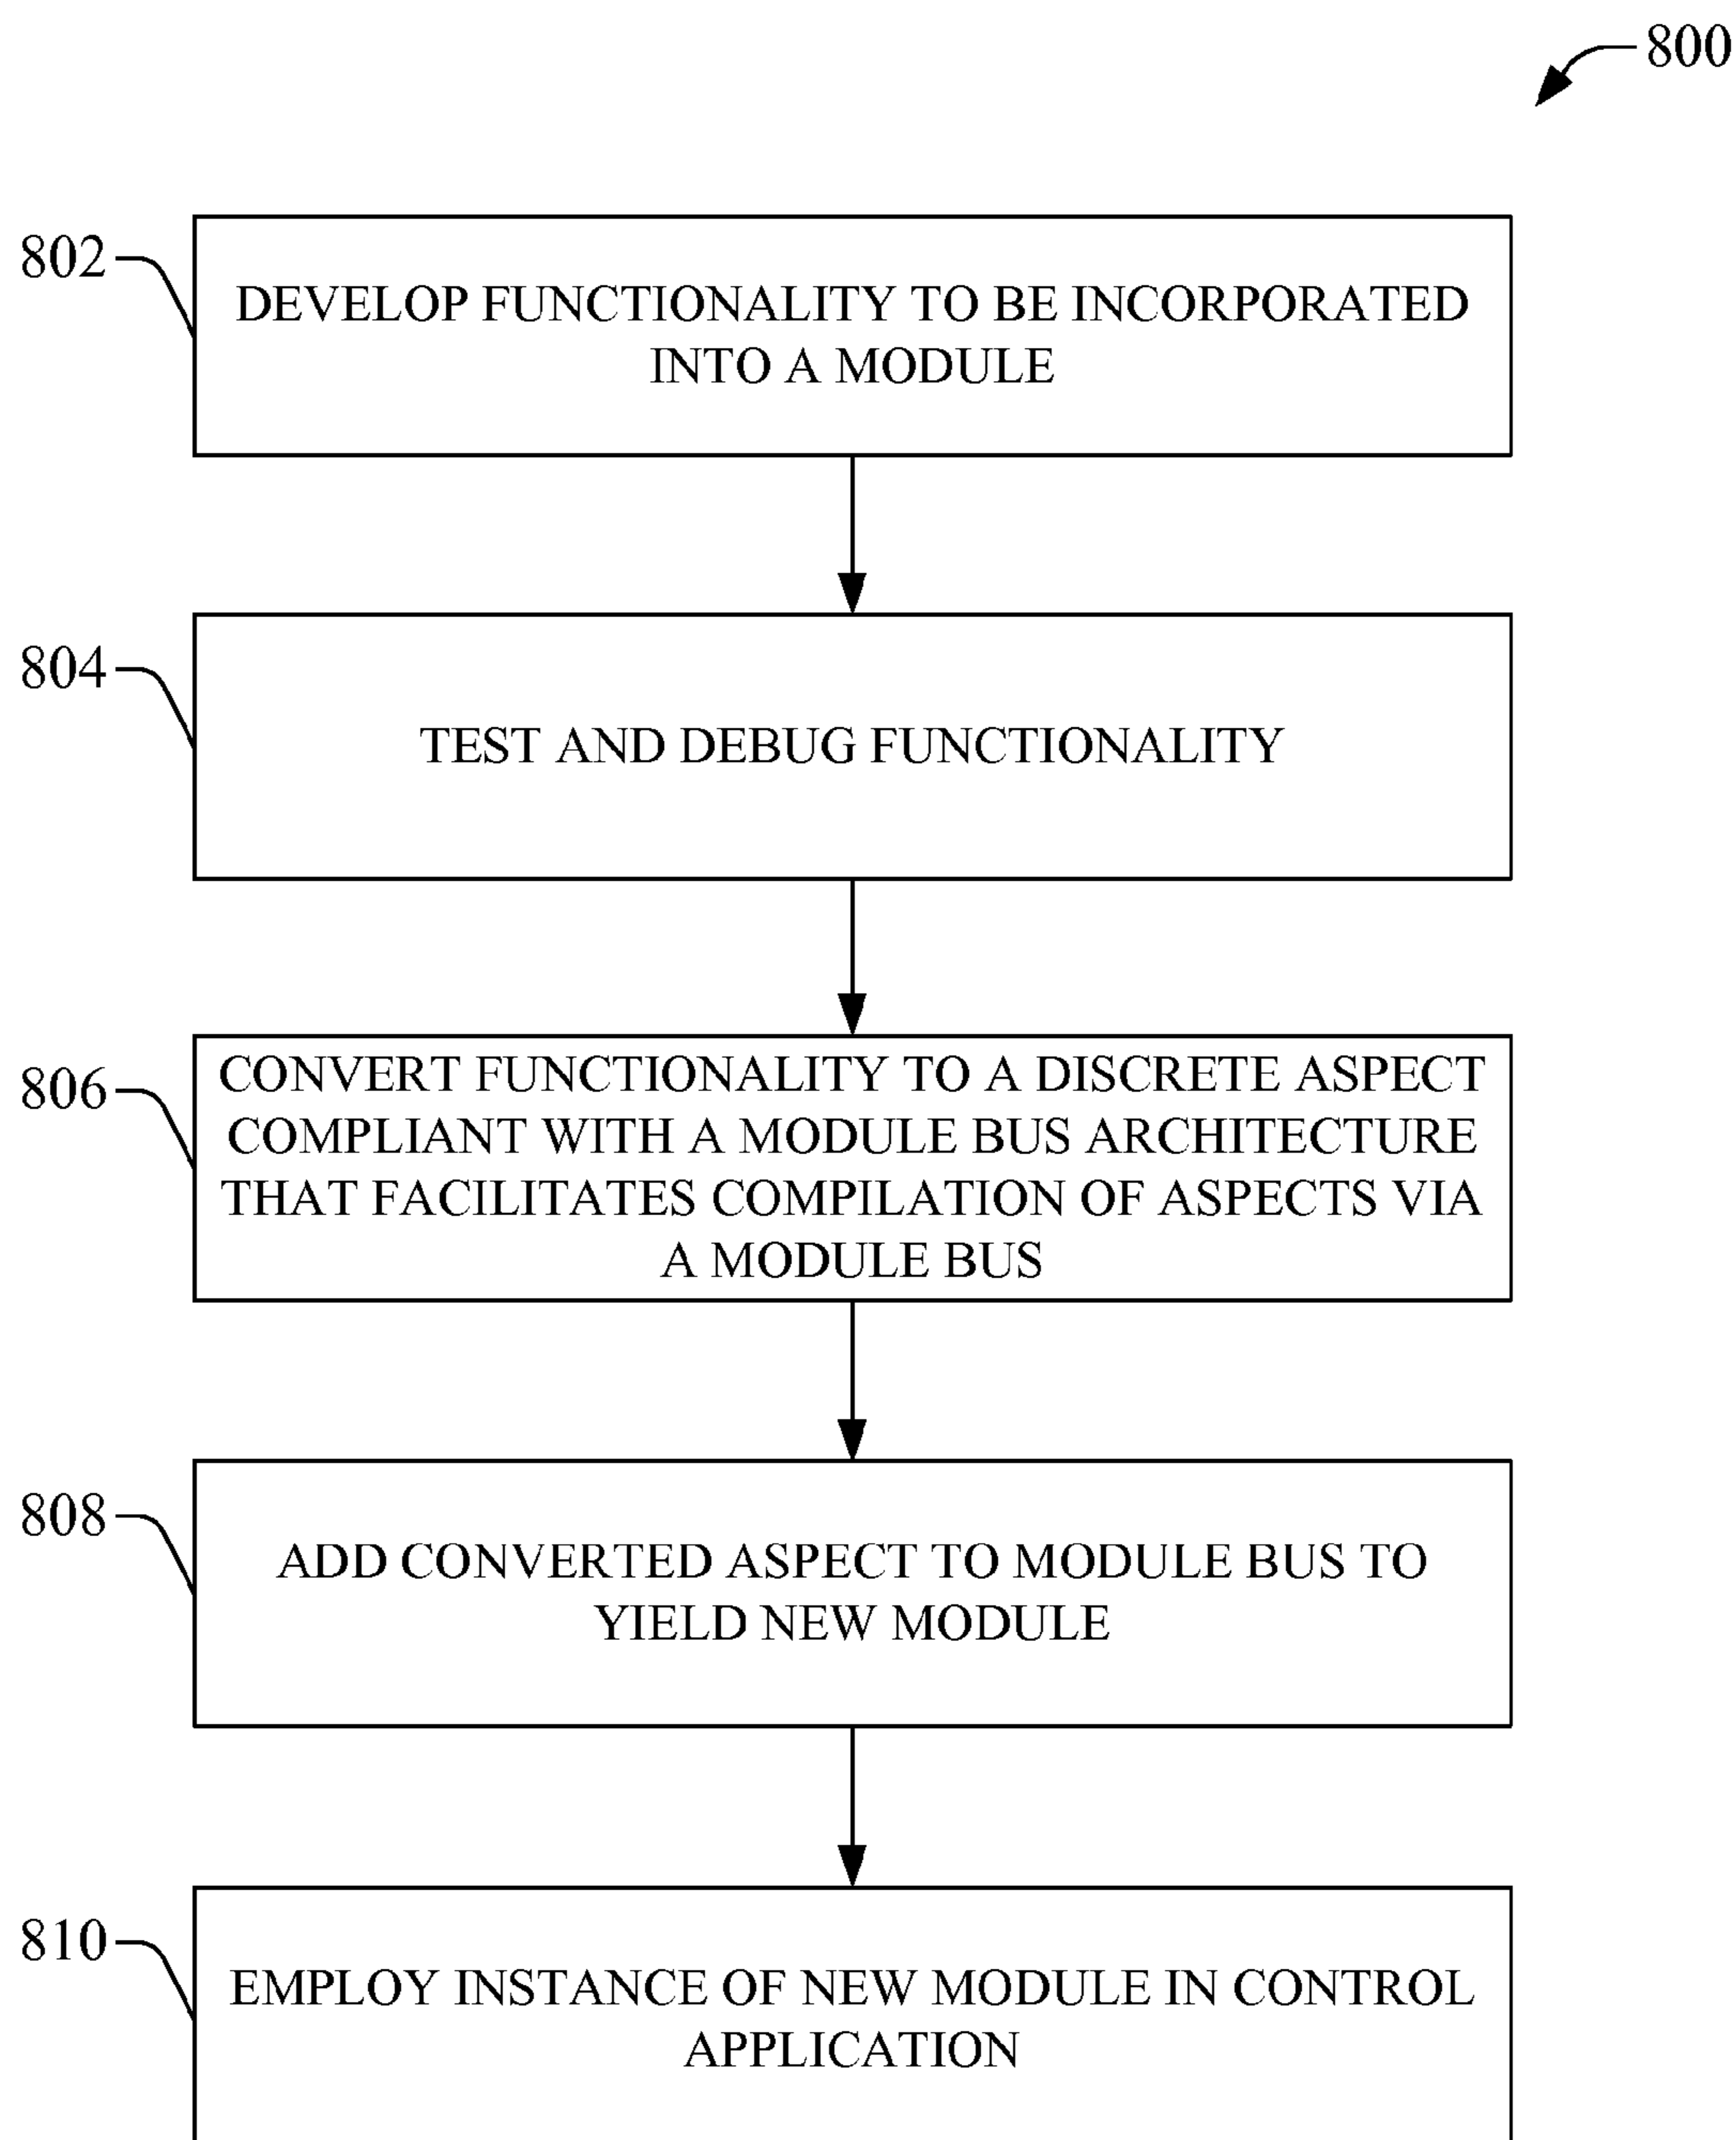 800
802
DEVELOP FUNCTIONALITY TO BE INCORPORATED
INTO A MODULE
804
TEST AND DEBUG FUNCTIONALITY
806
CONVERT FUNCTIONALITY TO A DISCRETE ASPECT
COMPLIANT WITH A MODULE BUS ARCHITECTURE
THAT FACILITATES COMPILATION OF ASPECTS VIA
A MODULE BUS
808
ADD CONVERTED ASPECT TO MODULE BUS TO
YIELD NEW MODULE
810
EMPLOY INSTANCE OF NEW MODULE IN CONTROL
APPLICATION